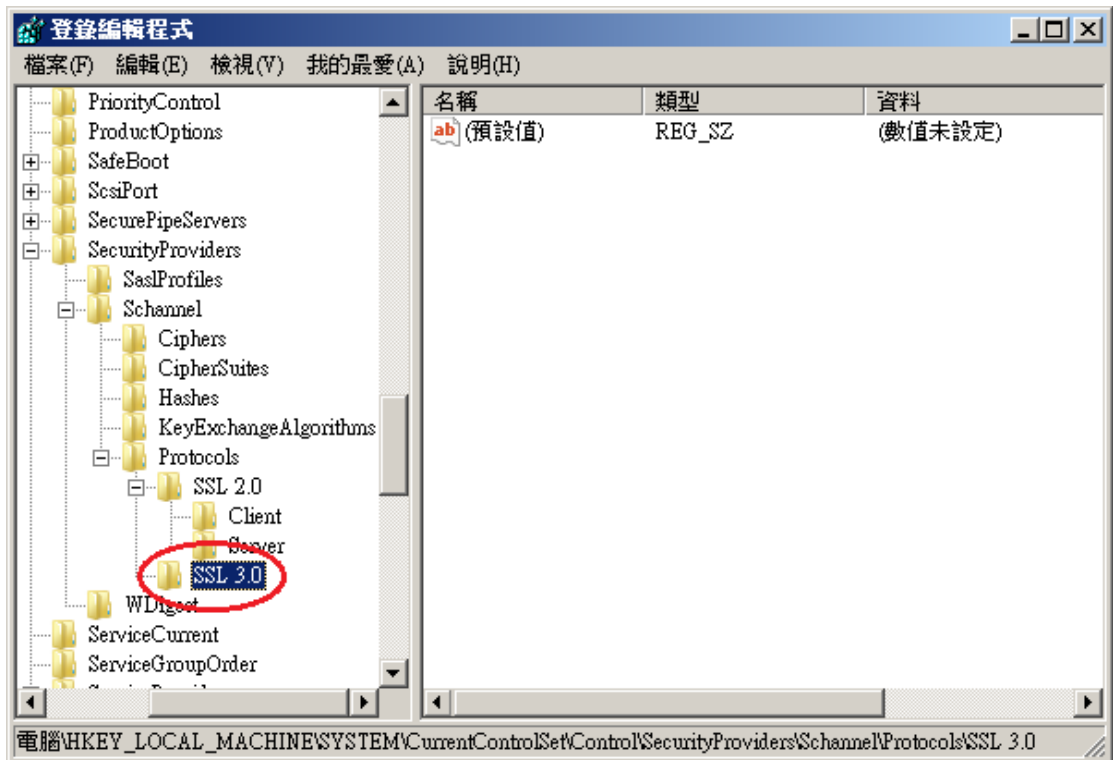 登錄編輯程式
檔案(F) 編輯(E) 檢視(V) 我的最愛(A) 說明(H)
PriorityControl
ProductOptions
SafeBoot
ScsiPort
SecurePipeServers
SecurityProviders
SaslProfiles
Schannel
Ciphers
CipherSuites
Hashes
KeyExchangeAlgorithms
Protocols
SSL 2.0
Client
Server
SSL 3.0
WDigest
ServiceCurrent
ServiceGroupOrder
名稱 類型 資料
ab (預設值) REG_SZ (數值未設定)
電腦\HKEY_LOCAL_MACHINE\SYSTEM\CurrentControlSet\Control\SecurityProviders\Schannel\Protocols\SSL 3.0